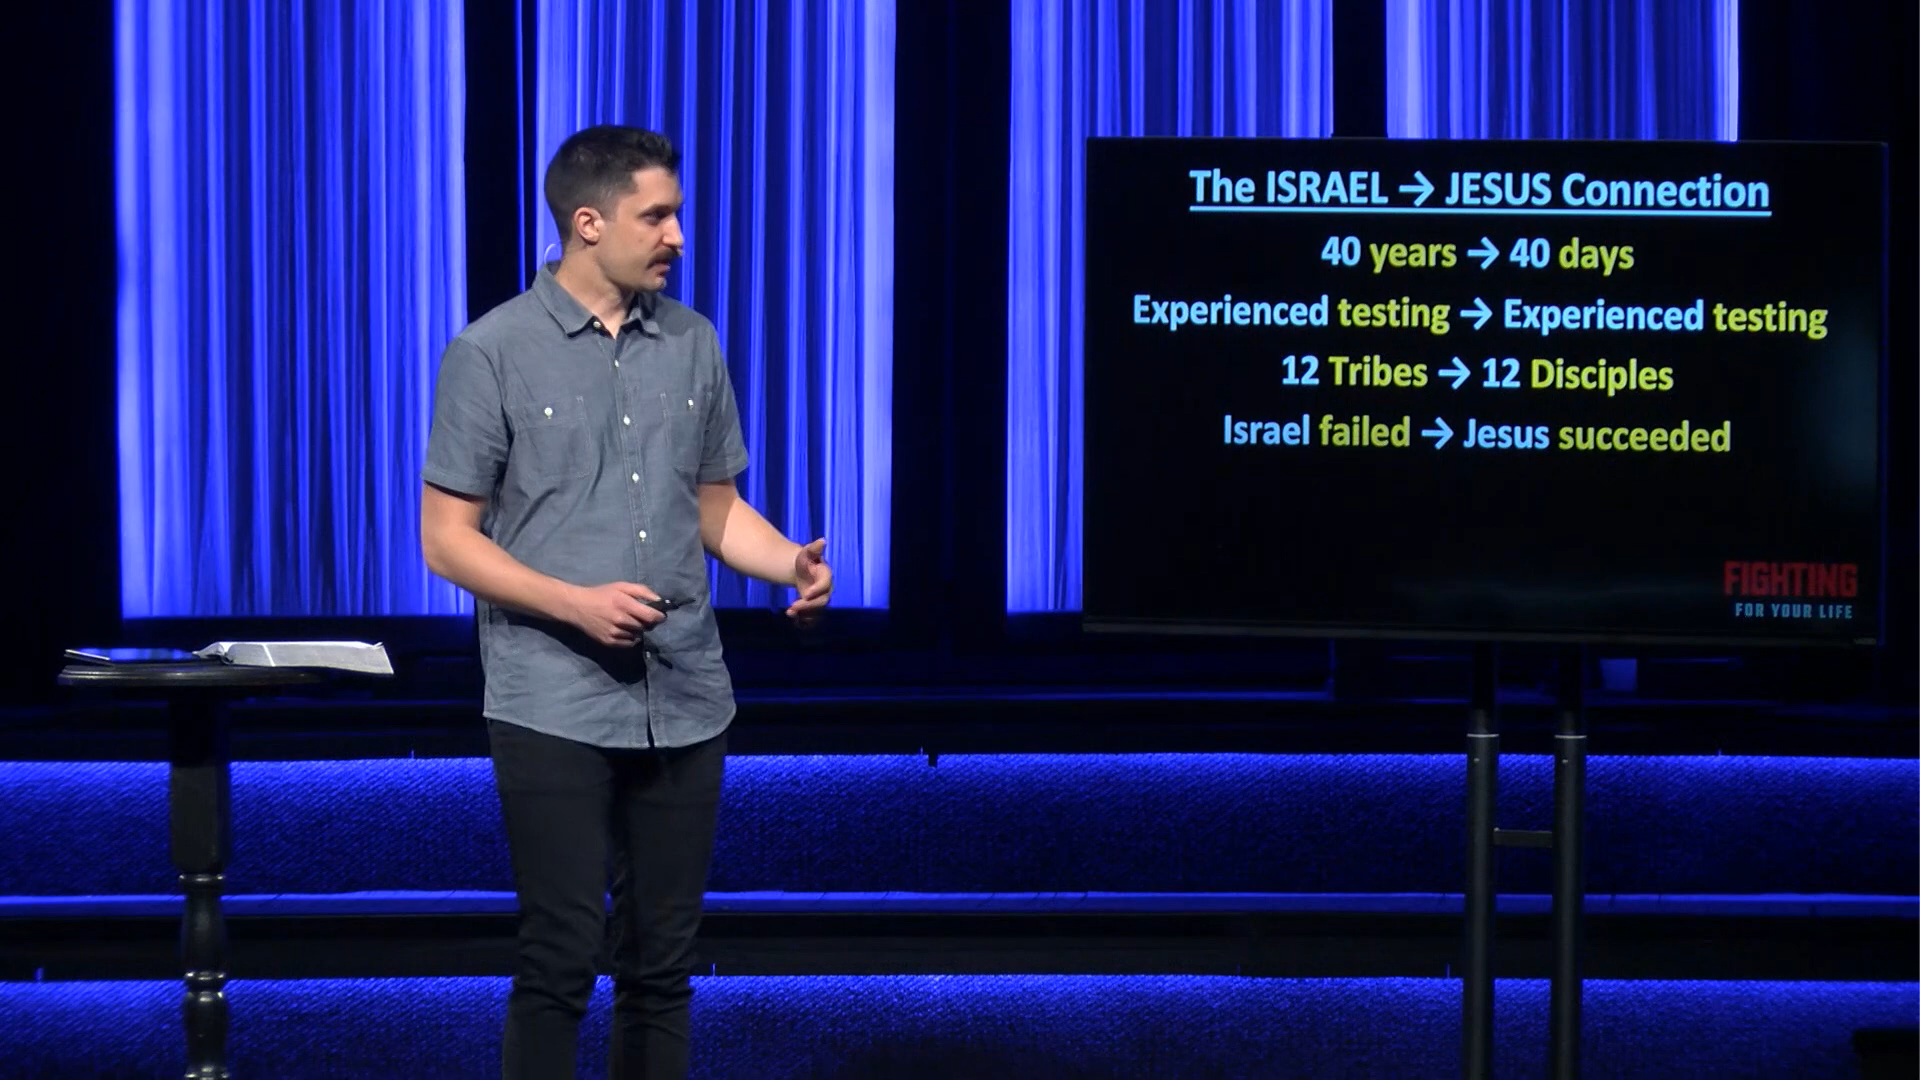 The ISRAEL → JESUS Connection
40 years → 40 days
Experienced testing → Experienced testing
12 Tribes → 12 Disciples
Israel failed → Jesus succeeded
FIGHTING
FOR YOUR LIFE